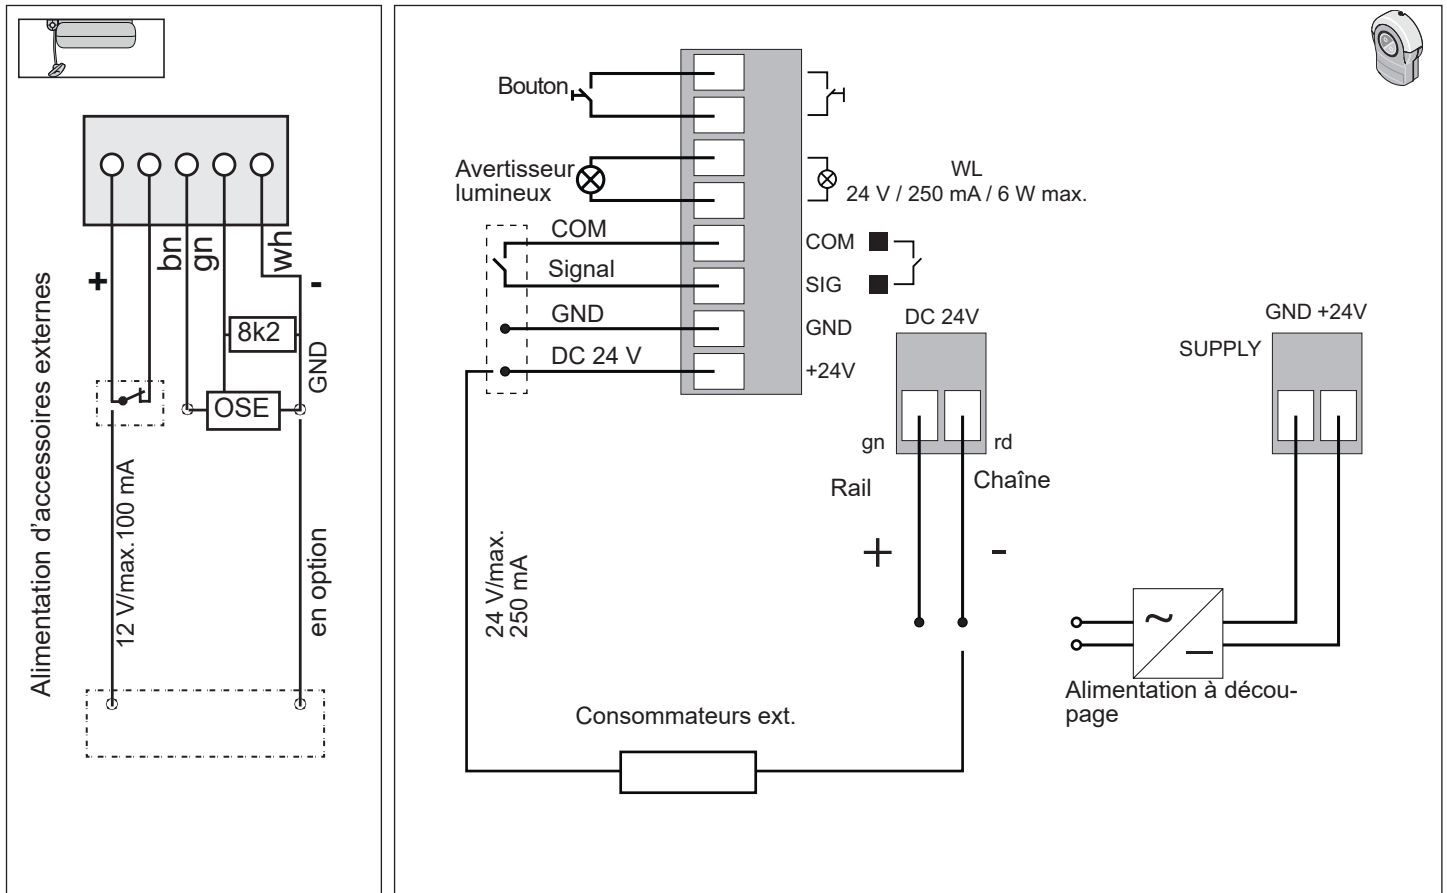 +
bn
gn
wh
-
8k2
GND
OSE
Alimentation d'accessoires externes
12 V/max.100 mA
en option
Bouton
Avertisseur
lumineux
WL
24 V / 250 mA / 6 W max.
COM
COM
Signal
SIG
GND
GND
DC 24 V
+24V
DC 24V
gn
rd
Rail
Chaîne
+
-
24 V/max.
250 mA
Consommateurs ext.
GND +24V
SUPPLY
~
Alimentation à décou-
page